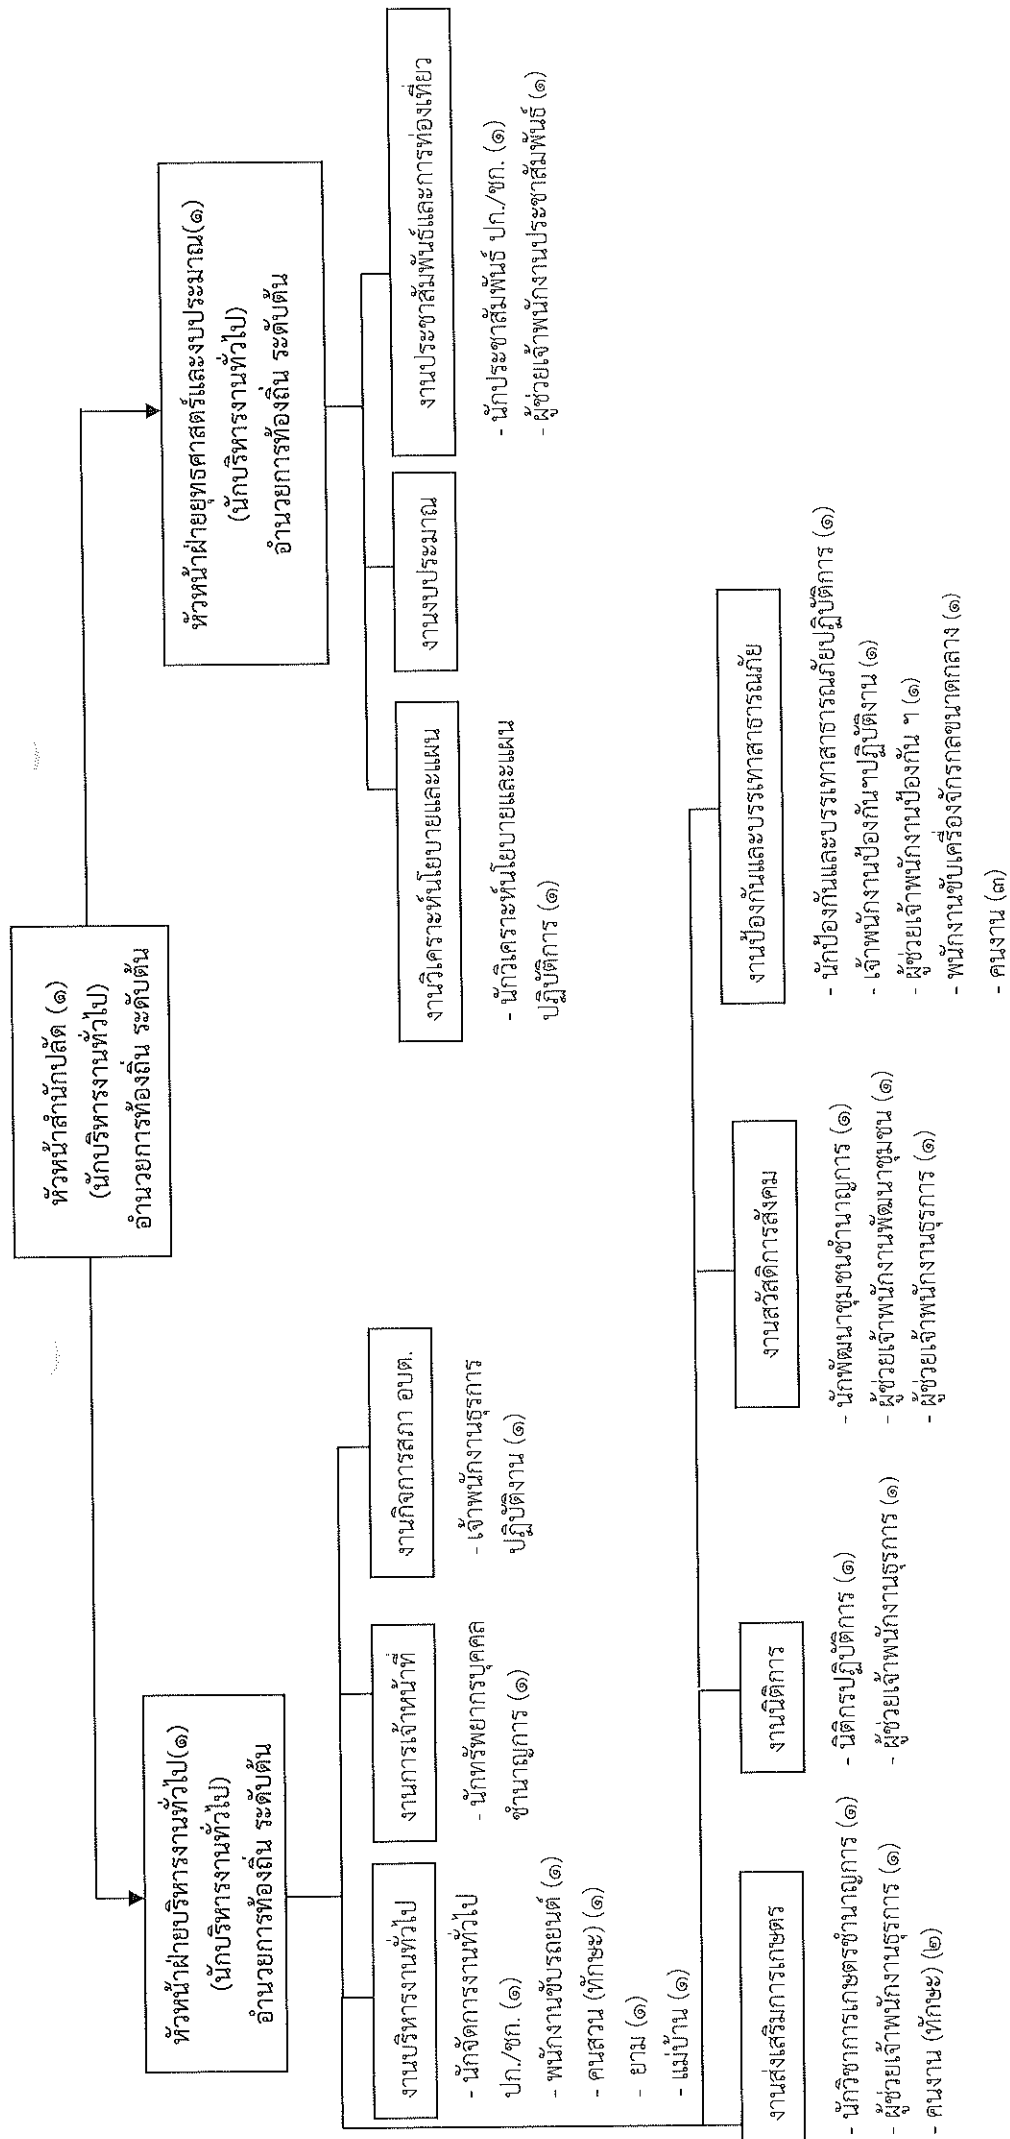 หัวหน้าสำนักปลัด (๑)
(นักบริหารงานทั่วไป)
อำนวยการท้องถิ่น ระดับต้น
หัวหน้าฝ่ายบริหารงานทั่วไป(๑)
(นักบริหารงานทั่วไป)
อำนวยการท้องถิ่น ระดับต้น
หัวหน้าฝ่ายยุทธศาสตร์และงบประมาณ(๑)
(นักบริหารงานทั่วไป)
อำนวยการท้องถิ่น ระดับต้น
งานบริหารงานทั่วไป
- นักจัดการงานทั่วไป
ปก./ชก. (๑)
- พนักงานขับรถยนต์ (๑)
- คนสวน (ทักษะ) (๑)
- ยาม (๑)
- แม่บ้าน (๑)
งานการเจ้าหน้าที่
- นักทรัพยากรบุคคล
ชำนาญการ (๑)
งานกิจการสภา อบต.
- เจ้าพนักงานธุรการ
ปฏิบัติงาน (๑)
งานวิเคราะห์นโยบายและแผน
- นักวิเคราะห์นโยบายและแผน
ปฏิบัติการ (๑)
งานงบประมาณ
งานประชาสัมพันธ์และการท่องเที่ยว
- นักประชาสัมพันธ์ ปก./ชก. (๑)
- ผู้ช่วยเจ้าพนักงานประชาสัมพันธ์ (๑)
งานส่งเสริมการเกษตร
- นักวิชาการเกษตรชำนาญการ (๑)
- ผู้ช่วยเจ้าพนักงานธุรการ (๑)
- คนงาน (ทักษะ) (๒)
งานนิติการ
- นิติกรปฏิบัติการ (๑)
- ผู้ช่วยเจ้าพนักงานธุรการ (๑)
งานสวัสดิการสังคม
- นักพัฒนาชุมชนชำนาญการ (๑)
- ผู้ช่วยเจ้าพนักงานพัฒนาชุมชน (๑)
- ผู้ช่วยเจ้าพนักงานธุรการ (๑)
งานป้องกันและบรรเทาสาธารณภัย
- นักป้องกันและบรรเทาสาธารณภัยปฏิบัติการ (๑)
- เจ้าพนักงานป้องกันฯปฏิบัติงาน (๑)
- ผู้ช่วยเจ้าพนักงานป้องกัน ฯ (๑)
- พนักงานขับเครื่องจักรกลขนาดกลาง (๑)
- คนงาน (๓)